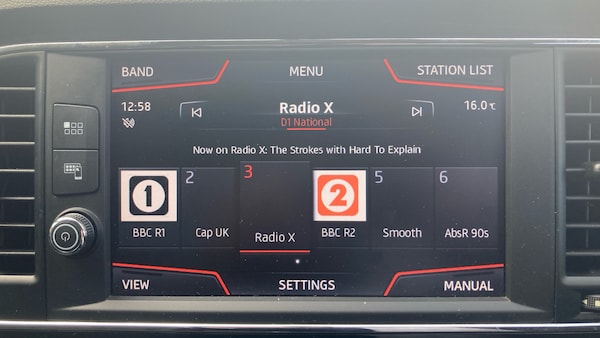 BAND MENU STATION LIST
12:58 Radio X 16.0 °C
D1 National
Now on Radio X: The Strokes with Hard To Explain
1 2 3 2 5 6
BBC R1 Cap UK Radio X BBC R2 Smooth AbsR 90s
VIEW SETTINGS MANUAL